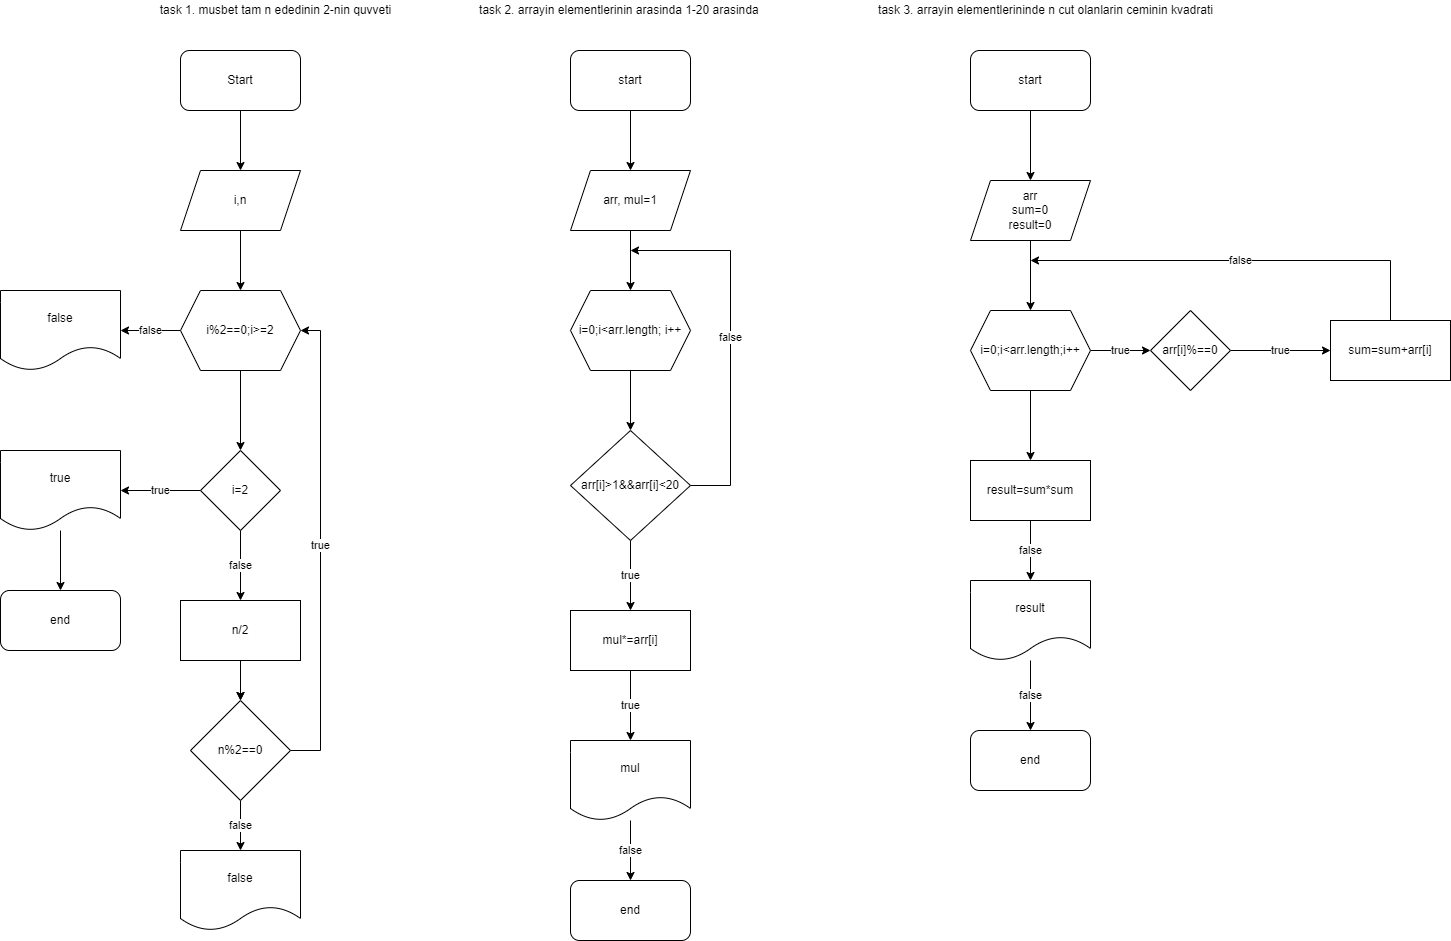 task 1. musbet tam n ededinin 2-nin quvveti
Start
i,n
i%2==0;i>=2
false
false
i=2
true
true
end
false
n/2
true
n%2==0
false
false
task 2. arrayin elementlerinin arasinda 1-20 arasinda
start
arr, mul=1
i=0;i<arr.length; i++
false
arr[i]>1&&arr[i]<20
true
mul*=arr[i]
true
mul
false
end
task 3. arrayin elementlerininde n cut olanlarin ceminin kvadrati
start
arr
sum=0
result=0
false
i=0;i<arr.length;i++
true
arr[i]%==0
true
sum=sum+arr[i]
result=sum*sum
false
result
false
end